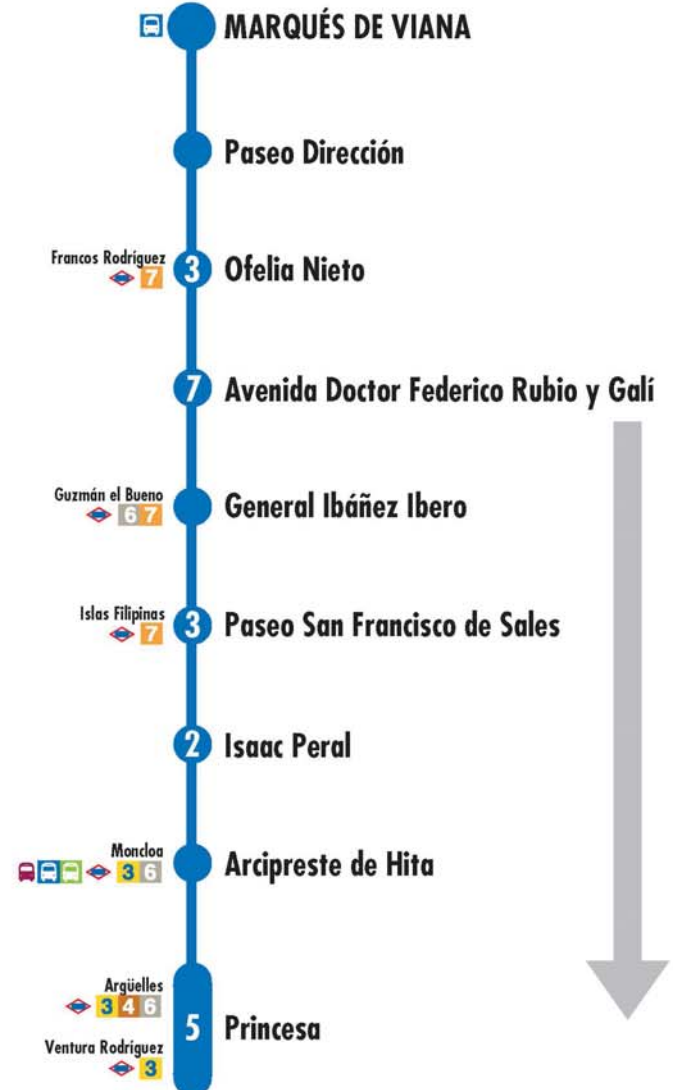 MARQUÉS DE VIANA
Paseo Dirección
Francos Rodríguez
7
3
Ofelia Nieto
7
Avenida Doctor Federico Rubio y Galí
Guzmán el Bueno
6 7
General Ibáñez Ibero
Islas Filipinas
7
3
Paseo San Francisco de Sales
2
Isaac Peral
Moncloa
3 6
Arcipreste de Hita
Argüelles
3 4 6
5
Princesa
Ventura Rodríguez
3